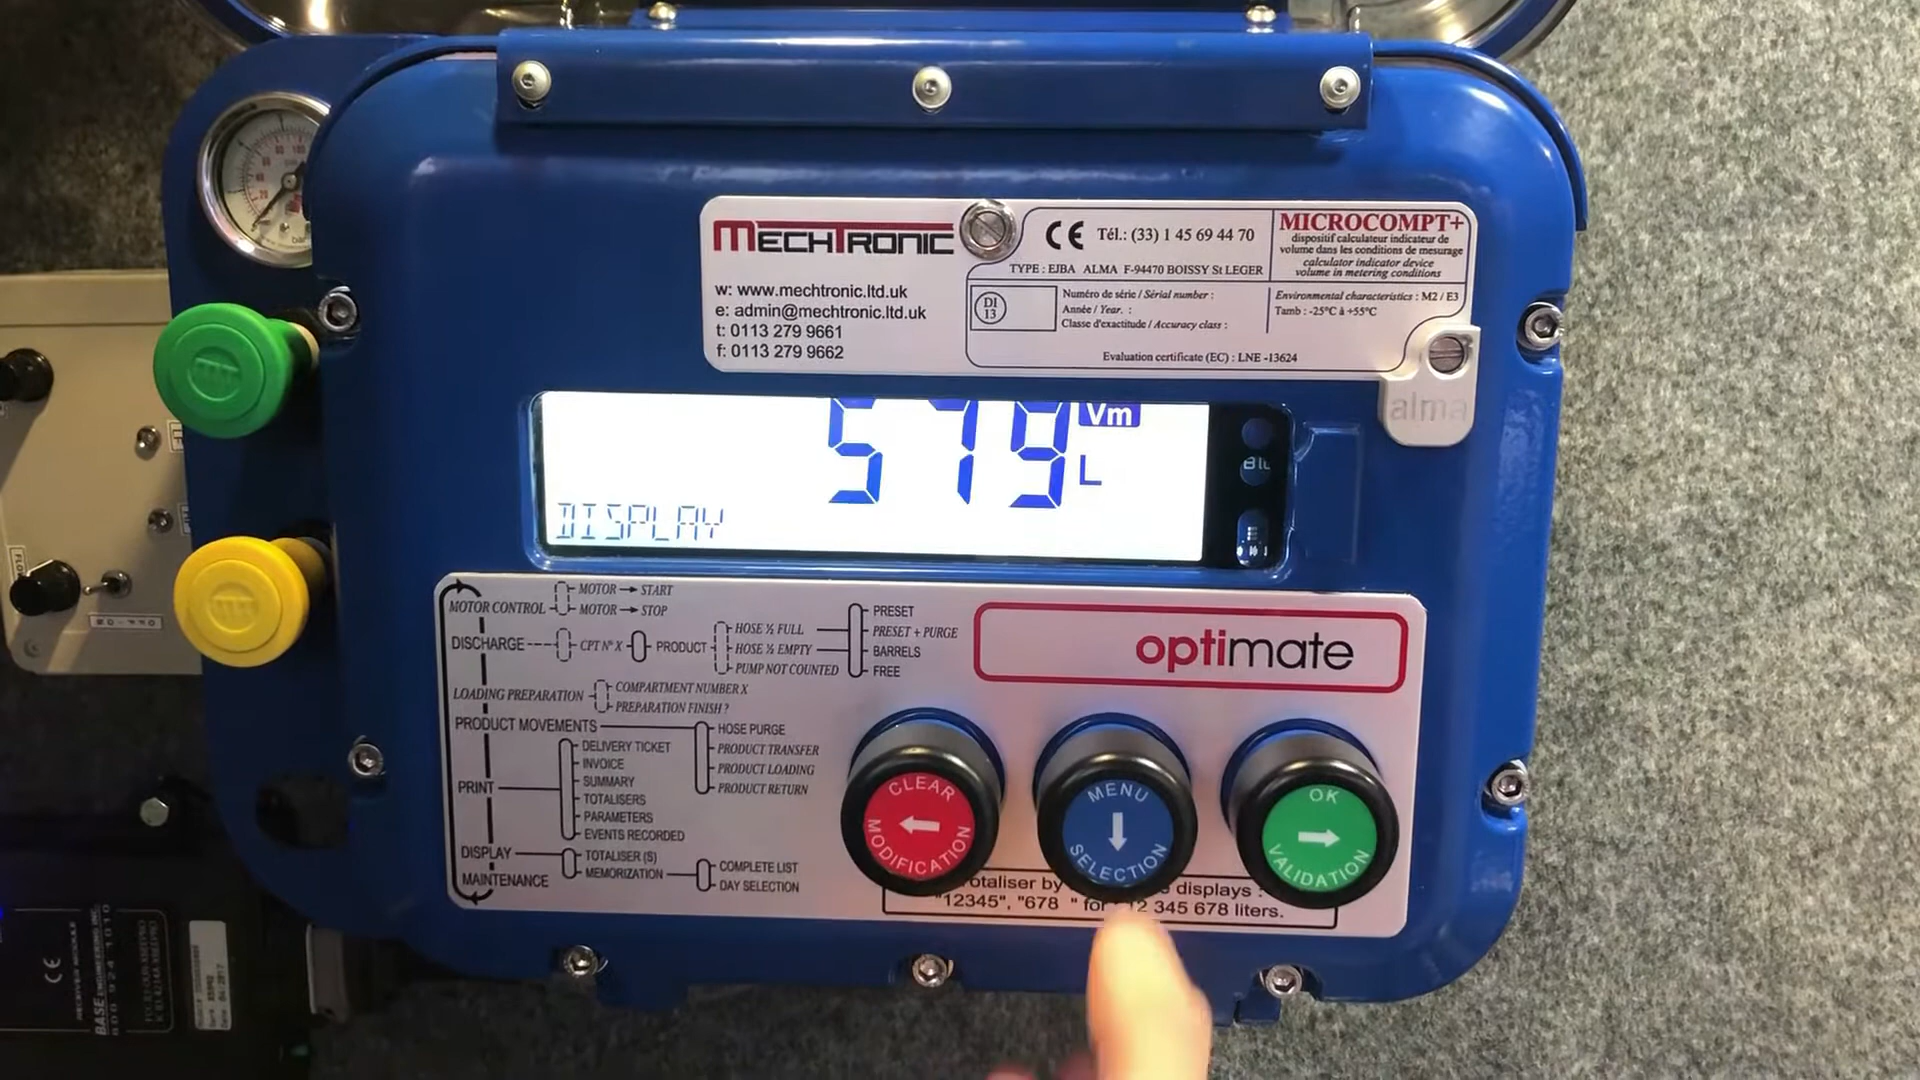 MECHTRONIC
w: www.mechtronic.ltd.uk
e: admin@mechtronic.ltd.uk
t: 0113 279 9661
f: 0113 279 9662
CE Tél.: (33) 1 45 69 44 70
TYPE : EJBA ALMA F-94470 BOISSY St LEGER
MICROCOMPT+
dispositif calculateur indicateur de
volume dans les conditions de mesurage
calculator indicator device
volume in metering conditions
DI
13
Numéro de série / Serial number :
Année / Year. :
Classe d'exactitude / Accuracy class :
Environmental characteristics : M2 / E3
Tamb : -25°C à +55°C
Evaluation certificate (EC) : LNE -13624
alma
579 Vm
L
DISPLAY
MOTOR CONTROL
MOTOR → START
MOTOR → STOP
DISCHARGE
CPT N° X
PRODUCT
HOSE ½ FULL
HOSE ½ EMPTY
PUMP NOT COUNTED
PRESET
PRESET + PURGE
BARRELS
FREE
LOADING PREPARATION
COMPARTMENT NUMBER X
PREPARATION FINISH ?
PRODUCT MOVEMENTS
HOSE PURGE
PRODUCT TRANSFER
PRODUCT LOADING
PRODUCT RETURN
PRINT
DELIVERY TICKET
INVOICE
SUMMARY
TOTALISERS
PARAMETERS
EVENTS RECORDED
DISPLAY
TOTALISER (S)
MEMORIZATION
COMPLETE LIST
DAY SELECTION
MAINTENANCE
optimate
CLEAR
MODIFICATION
MENU
SELECTION
OK
VALIDATION
totaliser by displays :
"12345", "678 " for 12 345 678 liters.
OFF-ON
CE
RECEIVER MODULE
BASE ENGINEERING INC.